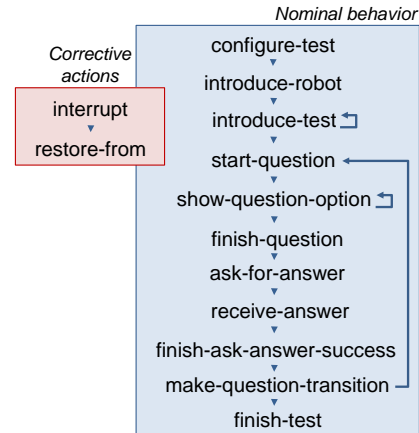 Nominal behavior
configure-test
Corrective
actions
introduce-robot
interrupt
introduce-test
restore-from
start-question
show-question-option
finish-question
ask-for-answer
receive-answer
finish-ask-answer-success
make-question-transition
finish-test